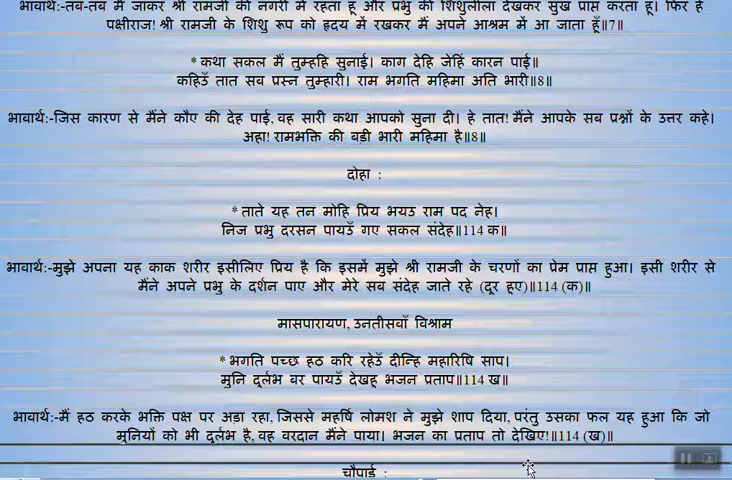 भावार्थ:-तब-तब मैं जाकर श्री रामजी की नगरी में रहता हूँ और प्रभु की शिशुलीला देखकर सुख प्राप्त करता हूँ। फिर हे
पक्षीराज! श्री रामजी के शिशु रूप को हृदय में रखकर मैं अपने आश्रम में आ जाता हूँ॥7॥
* कथा सकल मैं तुम्हहि सुनाई। काग देहि जेहिं कारन पाई॥
कहिउँ तात सब प्रस्न तुम्हारी। राम भगति महिमा अति भारी॥8॥
भावार्थ:-जिस कारण से मैंने कौए की देह पाई, वह सारी कथा आपको सुना दी। हे तात! मैंने आपके सब प्रश्नों के उत्तर कहे।
अहा! रामभक्ति की बड़ी भारी महिमा है॥8॥
दोहा :
* ताते यह तन मोहि प्रिय भयउ राम पद नेह।
निज प्रभु दरसन पायउँ गए सकल संदेह॥114 क॥
भावार्थ:-मुझे अपना यह काक शरीर इसीलिए प्रिय है कि इसमें मुझे श्री रामजी के चरणों का प्रेम प्राप्त हुआ। इसी शरीर से
मैंने अपने प्रभु के दर्शन पाए और मेरे सब संदेह जाते रहे (दूर हुए)॥114 (क)॥
मासपारायण, उनतीसवाँ विश्राम
* भगति पच्छ हठ करि रहेउँ दीन्हि महारिषि साप।
मुनि दुर्लभ बर पायउँ देखहु भजन प्रताप॥114 ख॥
भावार्थ:-मैं हठ करके भक्ति पक्ष पर अड़ा रहा, जिससे महर्षि लोमश ने मुझे शाप दिया, परंतु उसका फल यह हुआ कि जो
मुनियों को भी दुर्लभ है, वह वरदान मैंने पाया। भजन का प्रताप तो देखिए!॥114 (ख)॥
चौपाई :